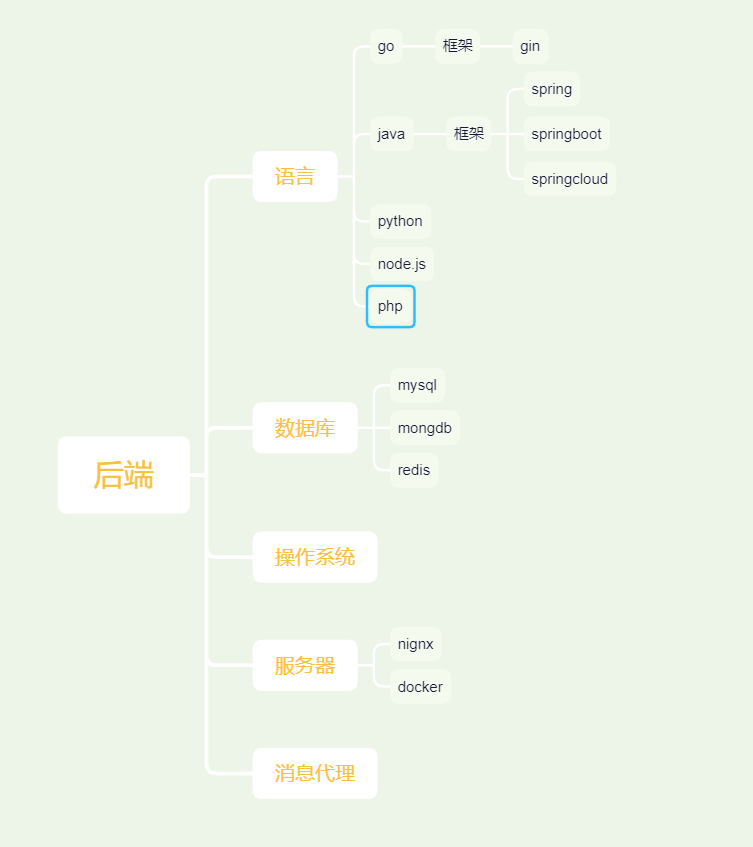 后端
语言
go
框架
gin
java
框架
spring
springboot
springcloud
python
node.js
php
数据库
mysql
mongdb
redis
操作系统
服务器
nignx
docker
消息代理